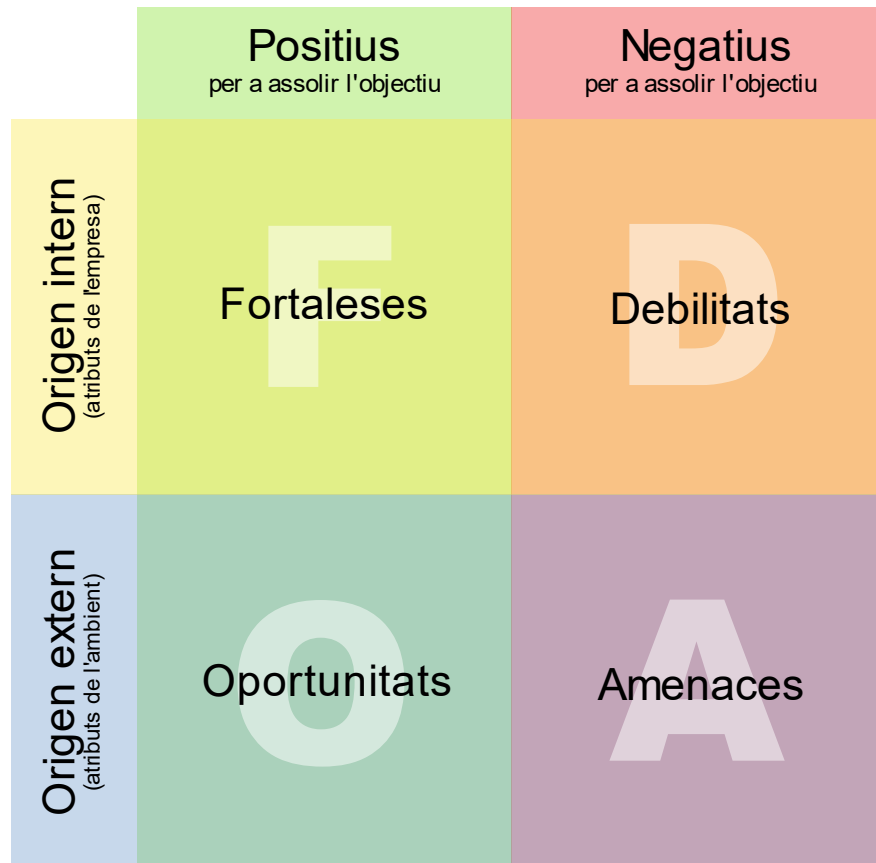 Positius
per a assolir l'objectiu
Negatius
per a assolir l'objectiu
Origen intern
(atributs de l'empresa)
F
Fortaleses
D
Debilitats
Origen extern
(atributs de l'ambient)
O
Oportunitats
A
Amenaces